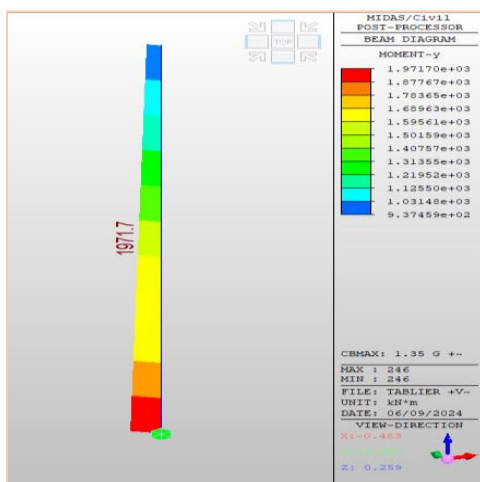 MIDAS/Civil
POST-PROCESSOR
BEAM DIAGRAM
MOMENT-y
1.97170e+03
1.87767e+03
1.78365e+03
1.68963e+03
1.59561e+03
1.50159e+03
1.40757e+03
1.31355e+03
1.21952e+03
1.12550e+03
1.03148e+03
9.37459e+02
TOP
1971.7
CBMAX: 1.35 G +~
MAX : 246
MIN : 246
FILE: TABLIER +V~
UNIT: kN*m
DATE: 06/09/2024
VIEW-DIRECTION
X:-0.483
Z: 0.259